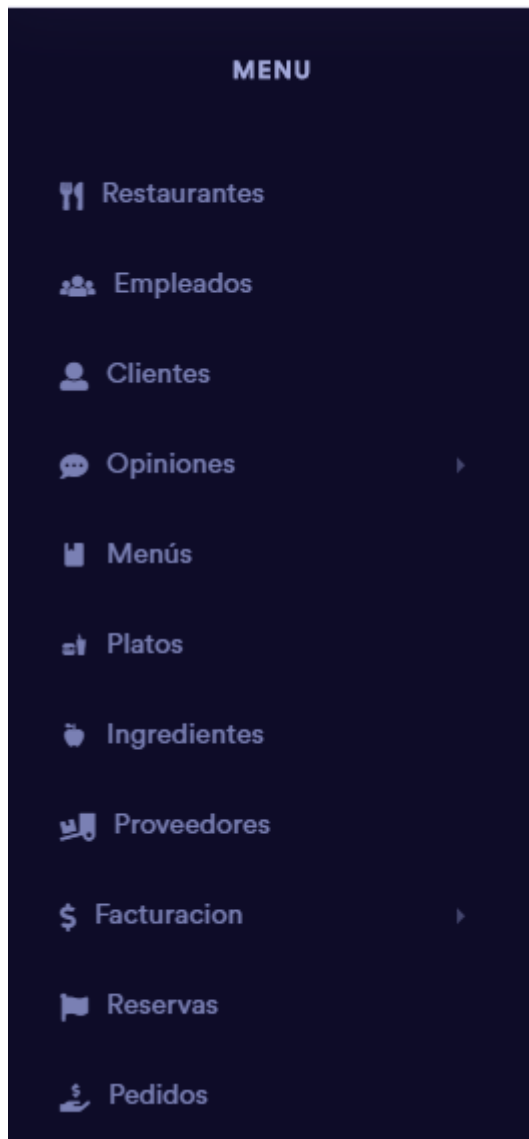 MENU
Restaurantes
Empleados
Clientes
Opiniones
Menús
Platos
Ingredientes
Proveedores
$ Facturacion
Reservas
Pedidos